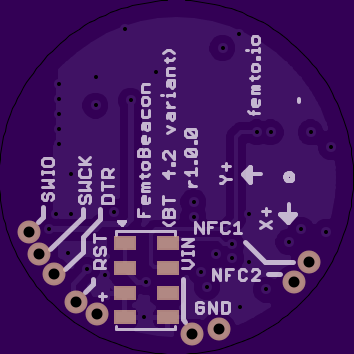 SWIO
SWCK
DTR
FemtoBeacon
(BT 4.2 variant)
r1.0.0
femto.io
Y+
X+
NFC1
NFC2
RST
+
VIN
GND